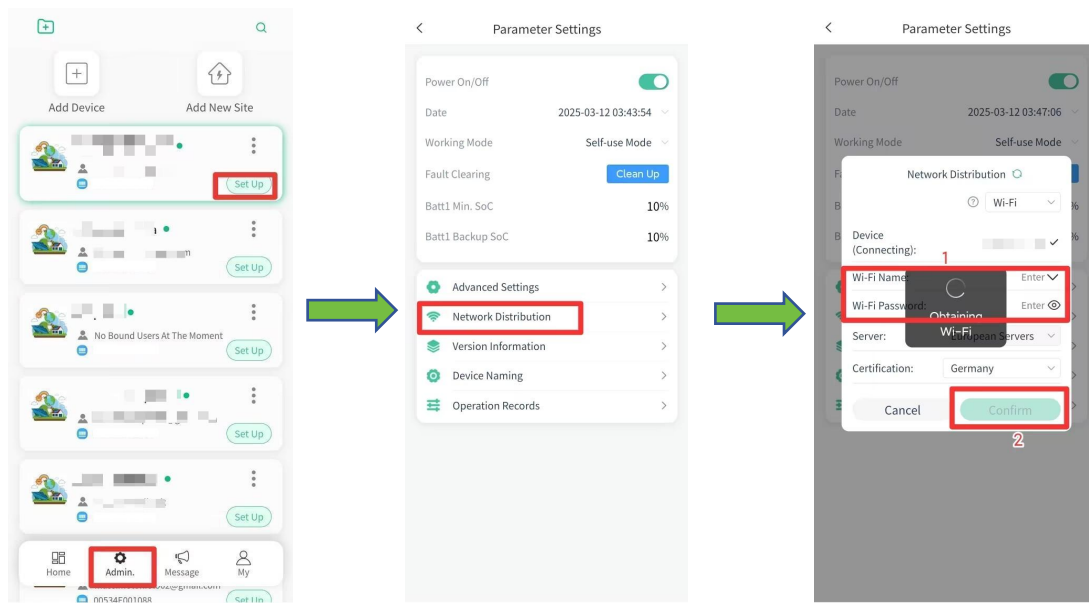 Add Device
Add New Site
Set Up
Set Up
No Bound Users At The Moment
Set Up
Set Up
Set Up
Home
Admin.
Message
My
00534F001088
Set Up
Parameter Settings
Power On/Off
Date 2025-03-12 03:43:54
Working Mode Self-use Mode
Fault Clearing Clean Up
Batt1 Min. SoC 10%
Batt1 Backup SoC 10%
Advanced Settings
Network Distribution
Version Information
Device Naming
Operation Records
Parameter Settings
Power On/Off
Date 2025-03-12 03:47:06
Working Mode Self-use Mode
Network Distribution
Wi-Fi
Device
(Connecting):
1
Wi-Fi Name: Enter
Wi-Fi Password: Enter
Obtaining
Wi-Fi
Server: European Servers
Certification: Germany
Cancel
Confirm
2